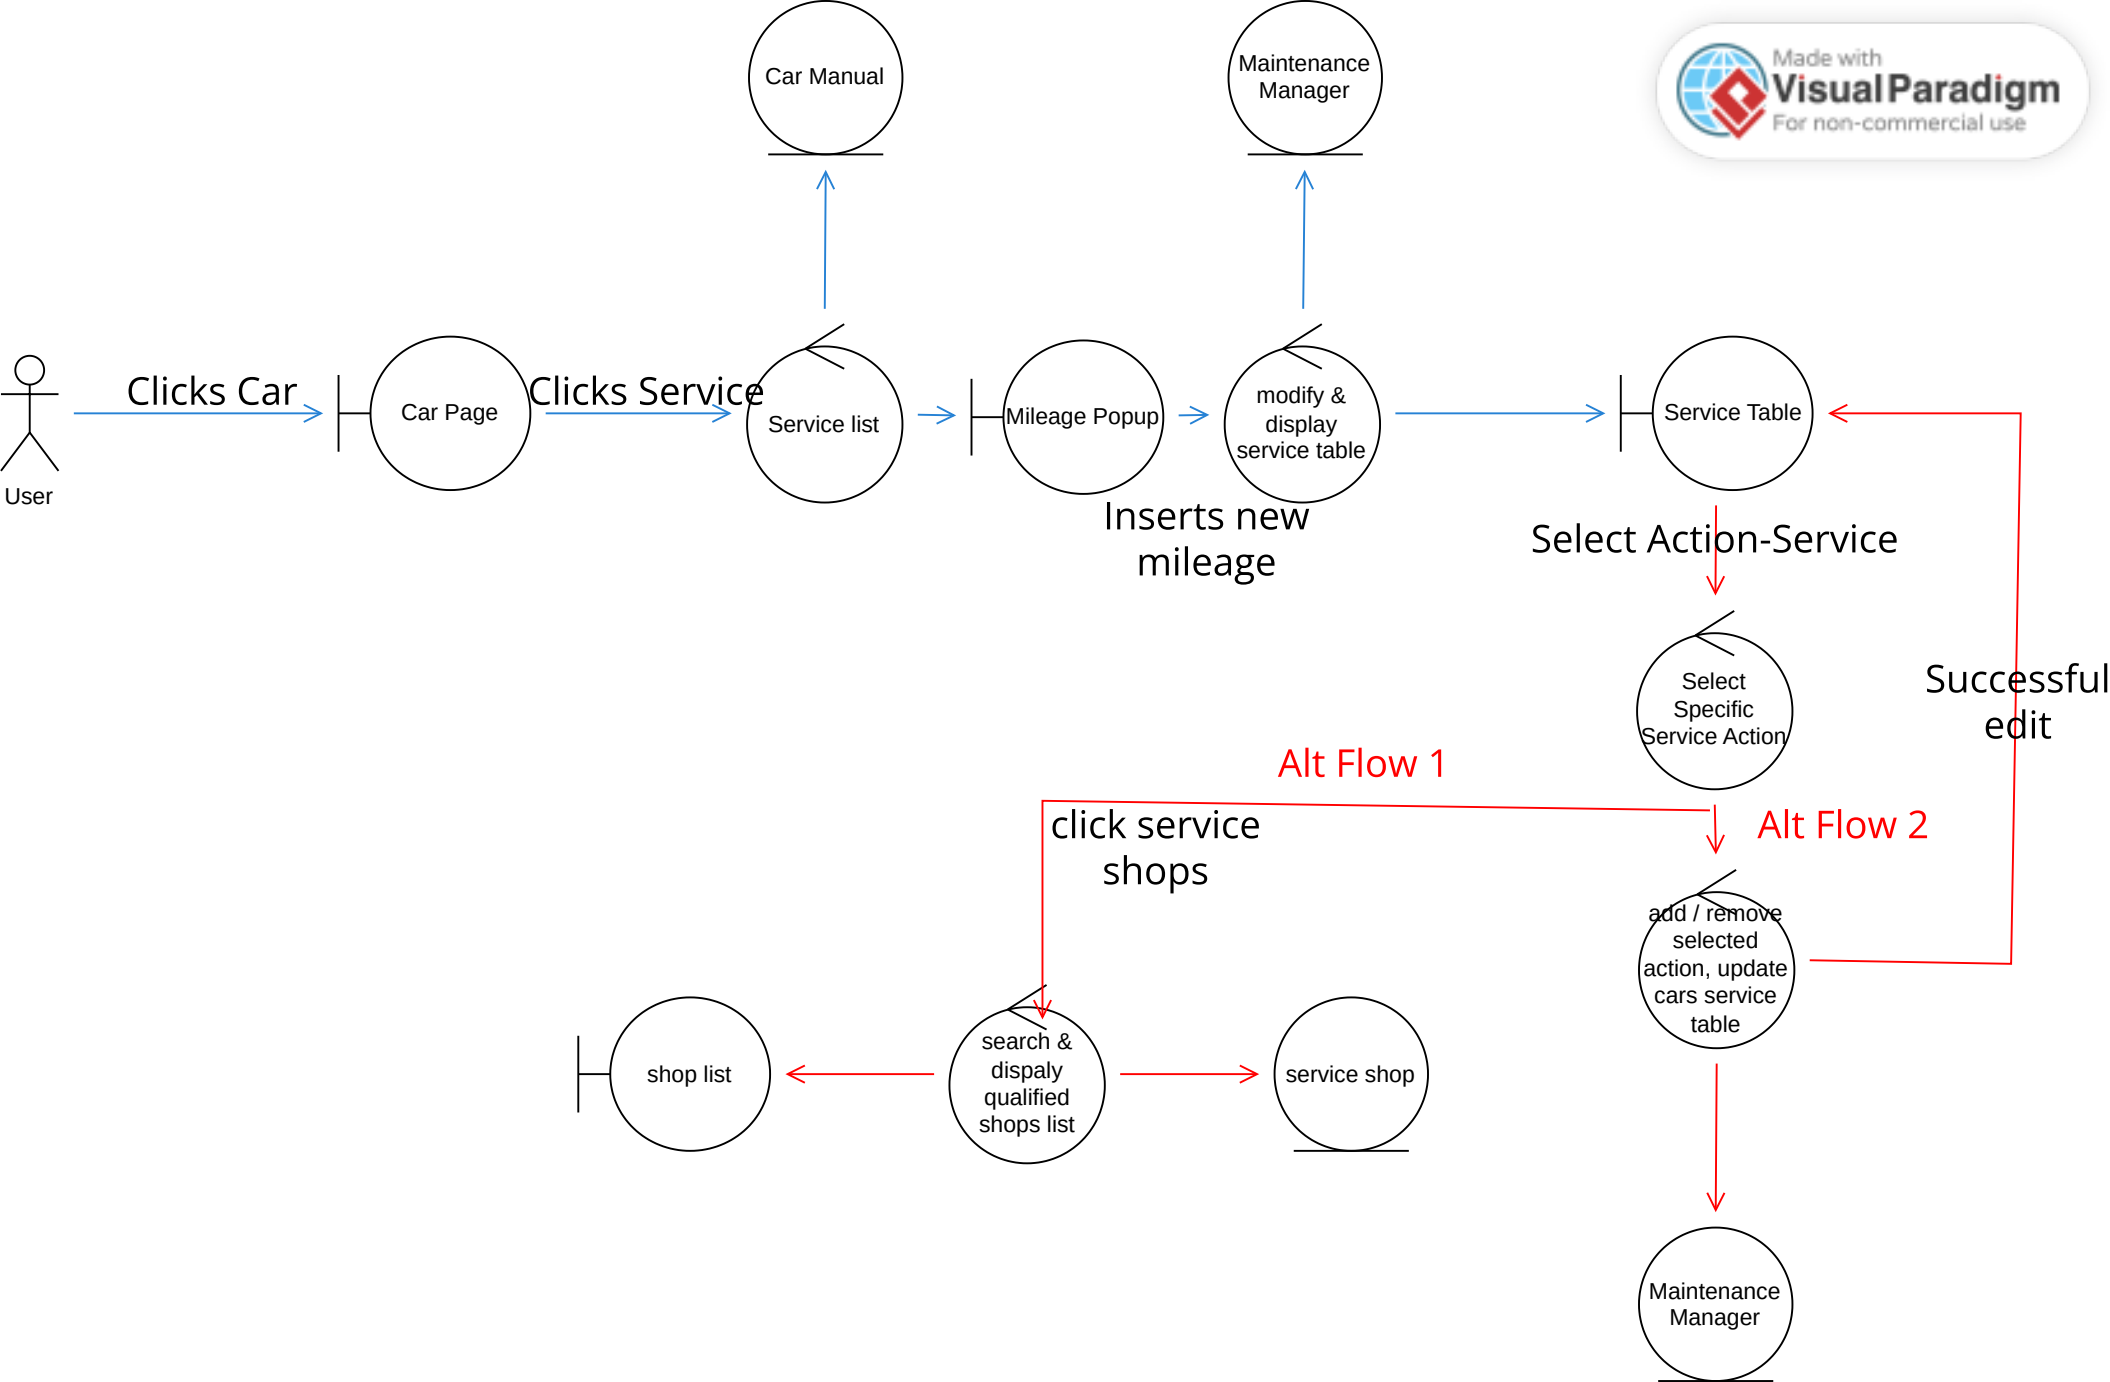 Car Manual
Maintenance
Manager
Made with
Visual Paradigm
For non-commercial use
User
Clicks Car
Car Page
Clicks Service
Service list
Mileage Popup
Inserts new
mileage
modify &
display
service table
Service Table
Select Action-Service
Select
Specific
Service Action
Successful
edit
Alt Flow 1
Alt Flow 2
click service
shops
add / remove
selected
action, update
cars service
table
shop list
search &
dispaly
qualified
shops list
service shop
Maintenance
Manager